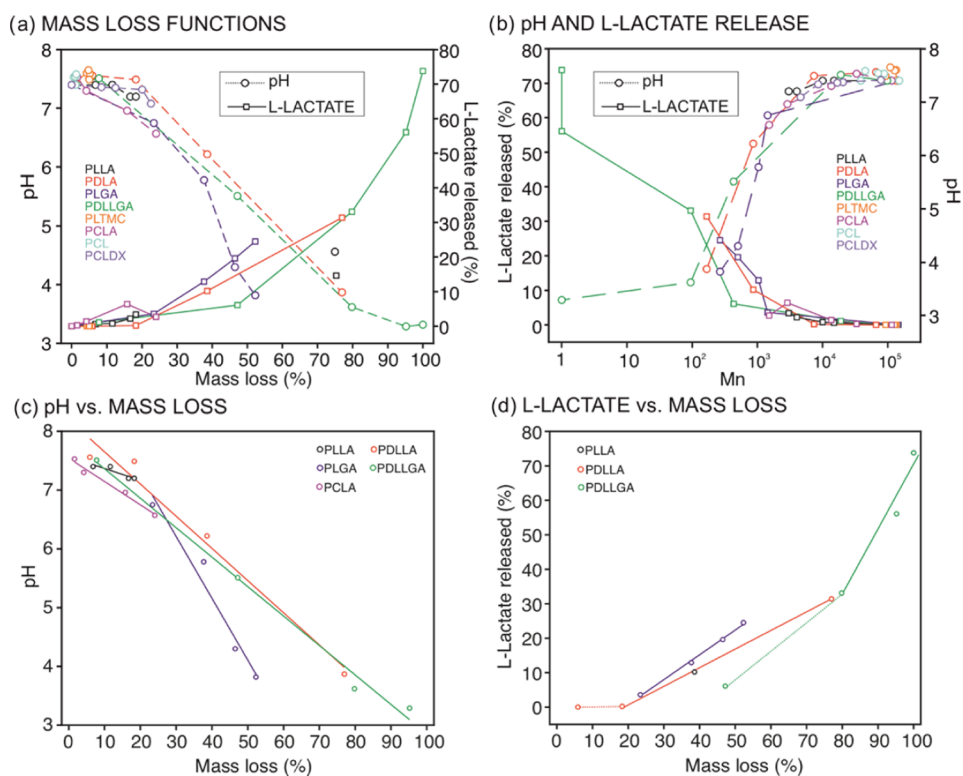 (a) MASS LOSS FUNCTIONS
8
7
6
5
4
3
pH
80
70
60
50
40
30
20
10
0
L-Lactate released (%)
pH
L-LACTATE
PLLA
PDLA
PLGA
PDLLGA
PLTMC
PCLA
PCL
PCLDX
0 10 20 30 40 50 60 70 80 90 100
Mass loss (%)
(b) pH AND L-LACTATE RELEASE
80
70
60
50
40
30
20
10
0
L-Lactate released (%)
8
7
6
5
4
3
pH
pH
L-LACTATE
PLLA
PDLA
PLGA
PDLLGA
PLTMC
PCLA
PCL
PCLDX
1 10 10² 10³ 10⁴ 10⁵
Mn
(c) pH vs. MASS LOSS
8
7
6
5
4
3
pH
PLLA PDLLA
PLGA PDLLGA
PCLA
0 10 20 30 40 50 60 70 80 90 100
Mass loss (%)
(d) L-LACTATE vs. MASS LOSS
80
70
60
50
40
30
20
10
0
L-Lactate released (%)
PLLA
PDLLA
PDLLGA
0 10 20 30 40 50 60 70 80 90 100
Mass loss (%)